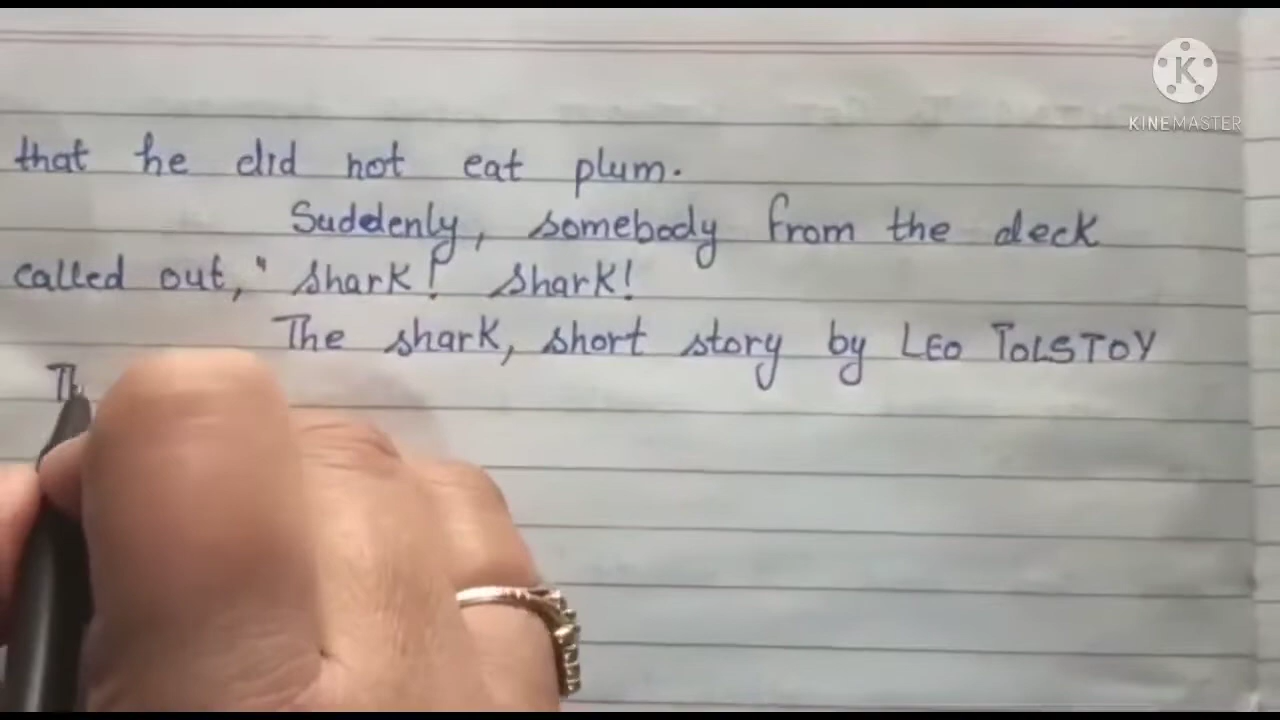 that he did not eat plum.
Suddenly, somebody from the deck
called out, " shark! shark!
The shark, short story by LEO TOLSTOY
Th
K
KINEMASTER